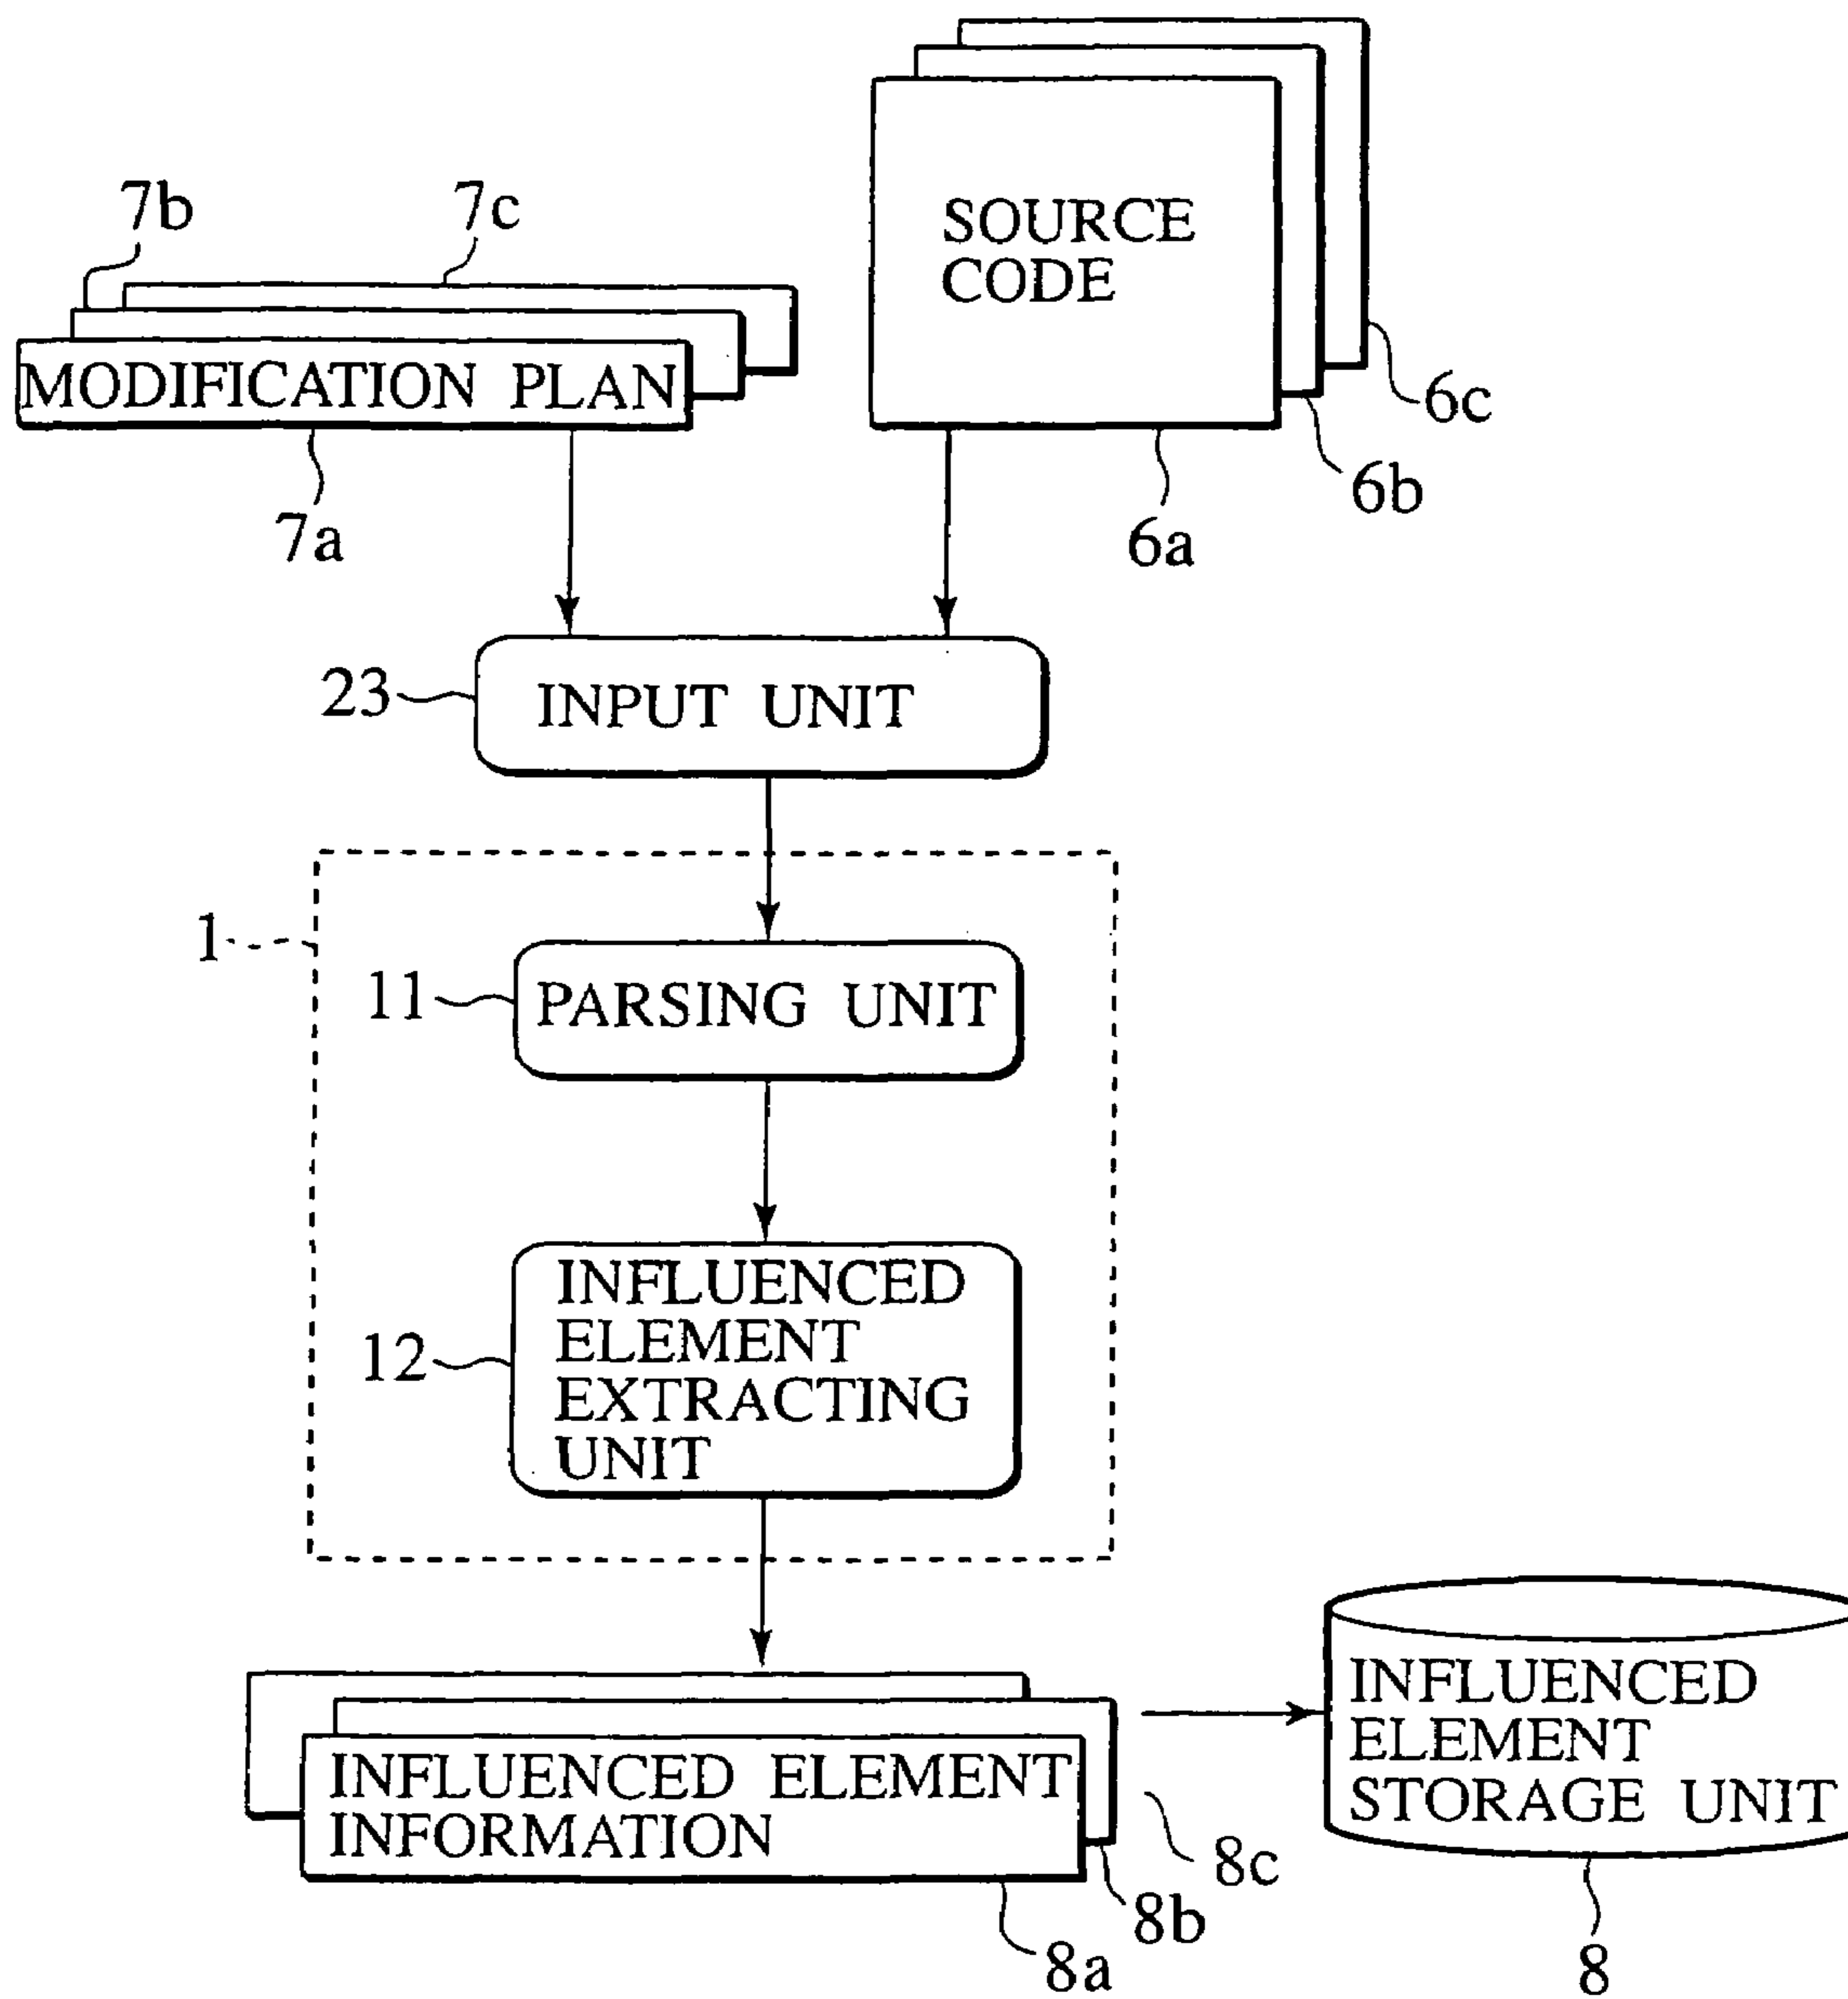 7b
7c
SOURCE
CODE
MODIFICATION PLAN
6c
6b
7a
6a
23
INPUT UNIT
1
11
PARSING UNIT
INFLUENCED
ELEMENT
EXTRACTING
UNIT
12
INFLUENCED ELEMENT
INFORMATION
INFLUENCED
ELEMENT
STORAGE UNIT
8c
8b
8a
8